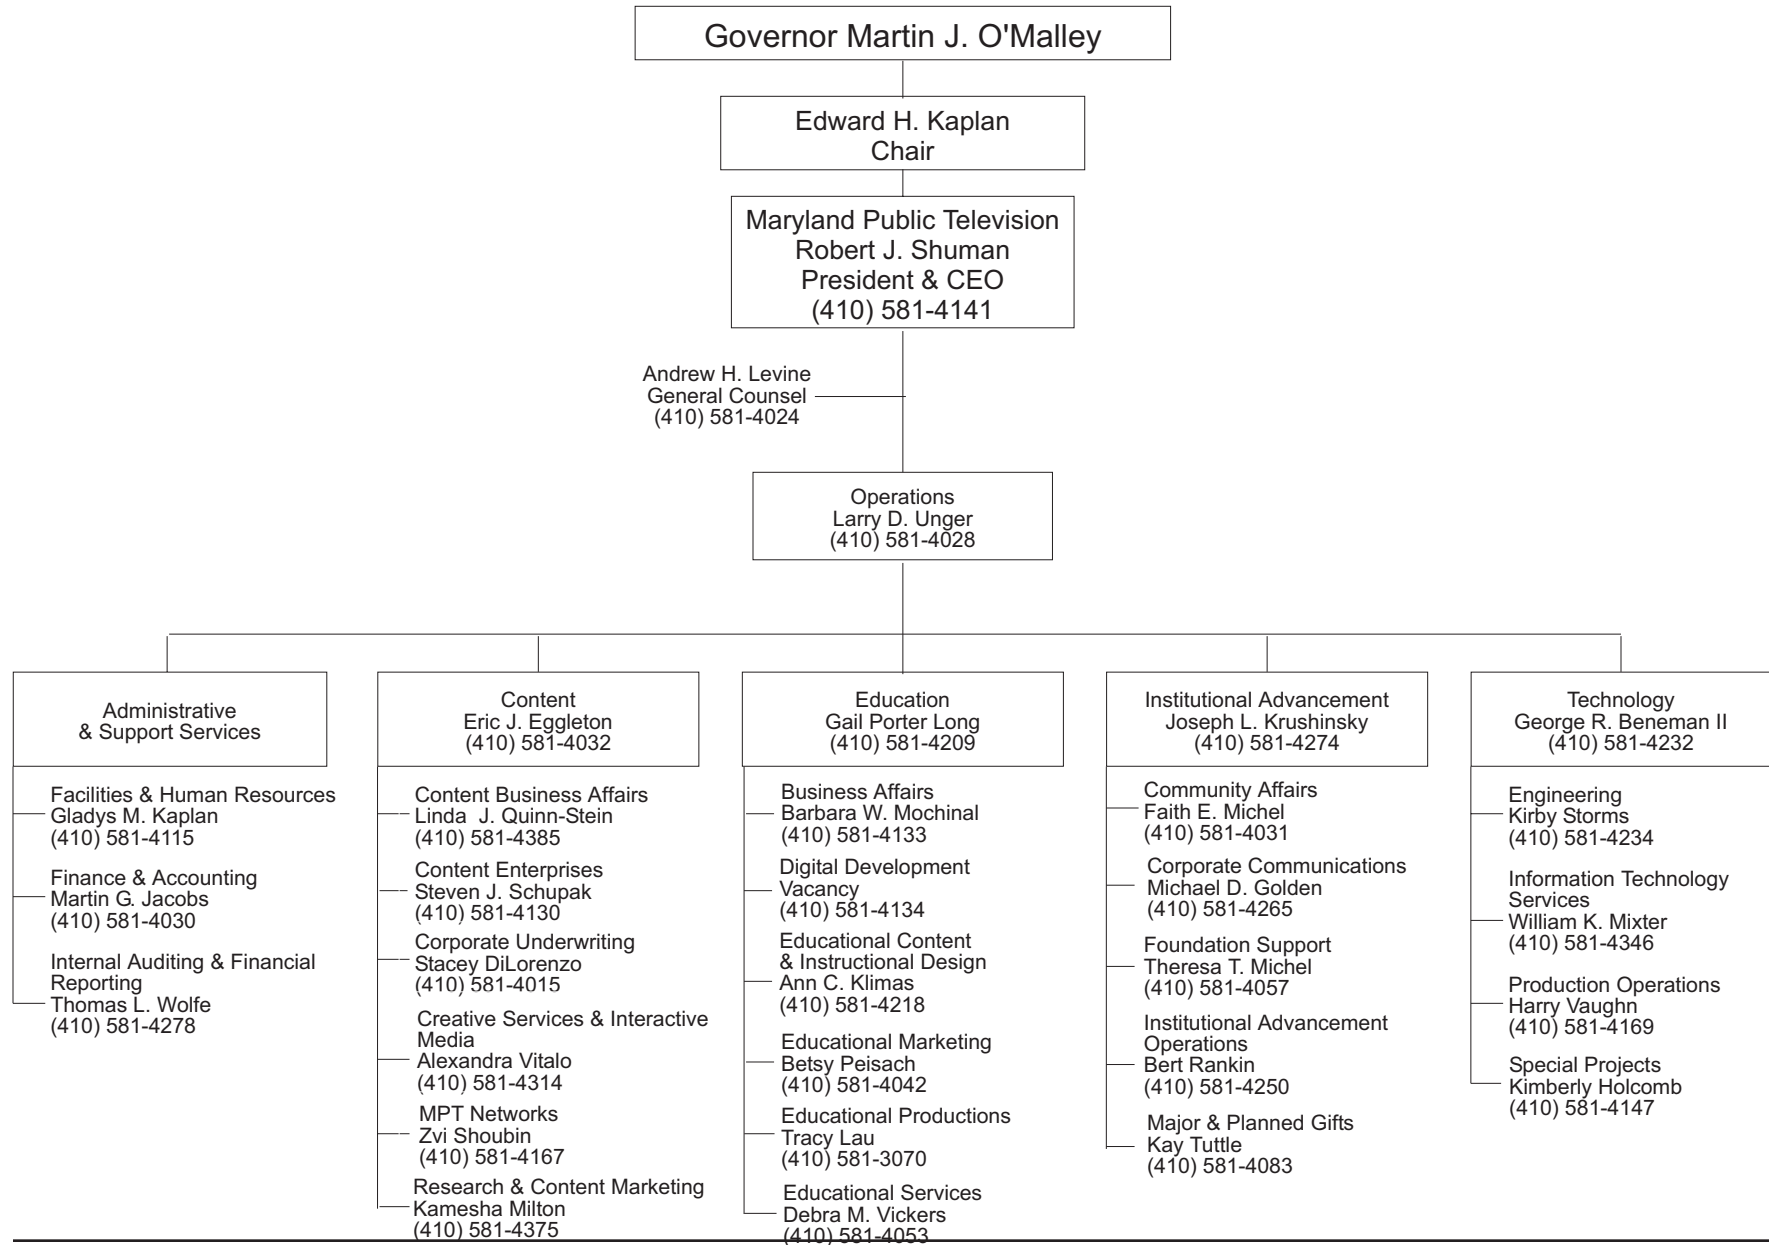 Governor Martin J. O'Malley
Edward H. Kaplan
Chair
Maryland Public Television
Robert J. Shuman
President & CEO
(410) 581-4141
Andrew H. Levine
General Counsel
(410) 581-4024
Operations
Larry D. Unger
(410) 581-4028
Administrative
& Support Services
Facilities & Human Resources
Gladys M. Kaplan
(410) 581-4115
Finance & Accounting
Martin G. Jacobs
(410) 581-4030
Internal Auditing & Financial
Reporting
Thomas L. Wolfe
(410) 581-4278
Content
Eric J. Eggleton
(410) 581-4032
Content Business Affairs
Linda J. Quinn-Stein
(410) 581-4385
Content Enterprises
Steven J. Schupak
(410) 581-4130
Corporate Underwriting
Stacey DiLorenzo
(410) 581-4015
Creative Services & Interactive
Media
Alexandra Vitalo
(410) 581-4314
MPT Networks
Zvi Shoubin
(410) 581-4167
Research & Content Marketing
Kamesha Milton
(410) 581-4375
Education
Gail Porter Long
(410) 581-4209
Business Affairs
Barbara W. Mochinal
(410) 581-4133
Digital Development
Vacancy
(410) 581-4134
Educational Content
& Instructional Design
Ann C. Klimas
(410) 581-4218
Educational Marketing
Betsy Peisach
(410) 581-4042
Educational Productions
Tracy Lau
(410) 581-3070
Educational Services
Debra M. Vickers
(410) 581-4053
Institutional Advancement
Joseph L. Krushinsky
(410) 581-4274
Community Affairs
Faith E. Michel
(410) 581-4031
Corporate Communications
Michael D. Golden
(410) 581-4265
Foundation Support
Theresa T. Michel
(410) 581-4057
Institutional Advancement
Operations
Bert Rankin
(410) 581-4250
Major & Planned Gifts
Kay Tuttle
(410) 581-4083
Technology
George R. Beneman II
(410) 581-4232
Engineering
Kirby Storms
(410) 581-4234
Information Technology
Services
William K. Mixter
(410) 581-4346
Production Operations
Harry Vaughn
(410) 581-4169
Special Projects
Kimberly Holcomb
(410) 581-4147